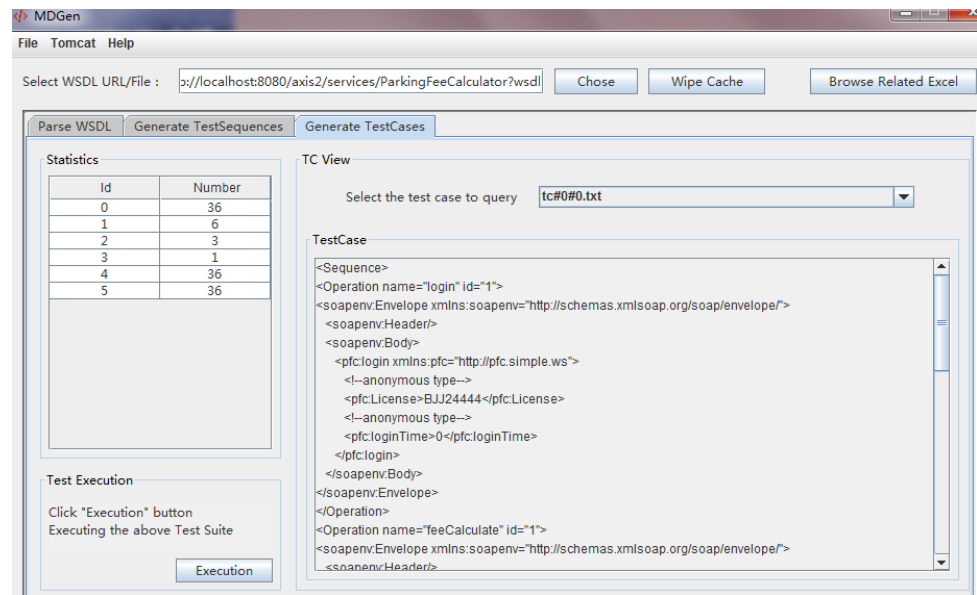 </> MDGen
File Tomcat Help
Select WSDL URL/File : ɔ://localhost:8080/axis2/services/ParkingFeeCalculator?wsdl Chose Wipe Cache Browse Related Excel
Parse WSDL Generate TestSequences Generate TestCases
Statistics
Id Number
0 36
1 6
2 3
3 1
4 36
5 36
Test Execution
Click "Execution" button
Executing the above Test Suite
Execution
TC View
Select the test case to query tc#0#0.txt
TestCase
<Sequence>
<Operation name="login" id="1">
<soapenv:Envelope xmlns:soapenv="http://schemas.xmlsoap.org/soap/envelope/">
<soapenv:Header/>
<soapenv:Body>
<pfc:login xmlns:pfc="http://pfc.simple.ws">
<!--anonymous type-->
<pfc:License>BJJ24444</pfc:License>
<!--anonymous type-->
<pfc:loginTime>0</pfc:loginTime>
</pfc:login>
</soapenv:Body>
</soapenv:Envelope>
</Operation>
<Operation name="feeCalculate" id="1">
<soapenv:Envelope xmlns:soapenv="http://schemas.xmlsoap.org/soap/envelope/">
<soapenv:Header/>